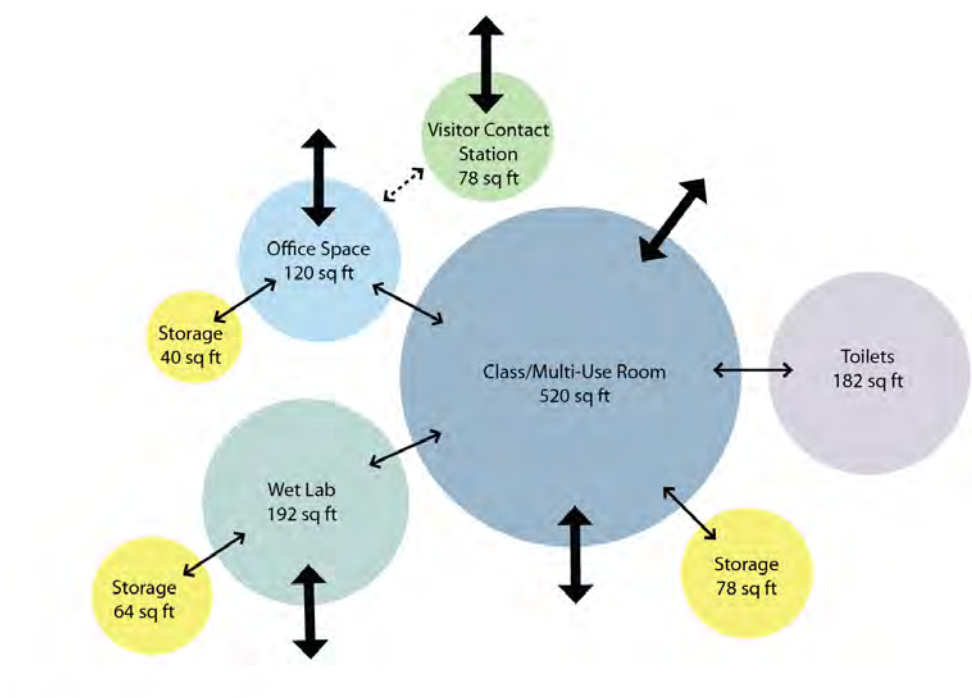 Visitor Contact
Station
78 sq ft
Office Space
120 sq ft
Storage
40 sq ft
Class/Multi-Use Room
520 sq ft
Toilets
182 sq ft
Wet Lab
192 sq ft
Storage
78 sq ft
Storage
64 sq ft